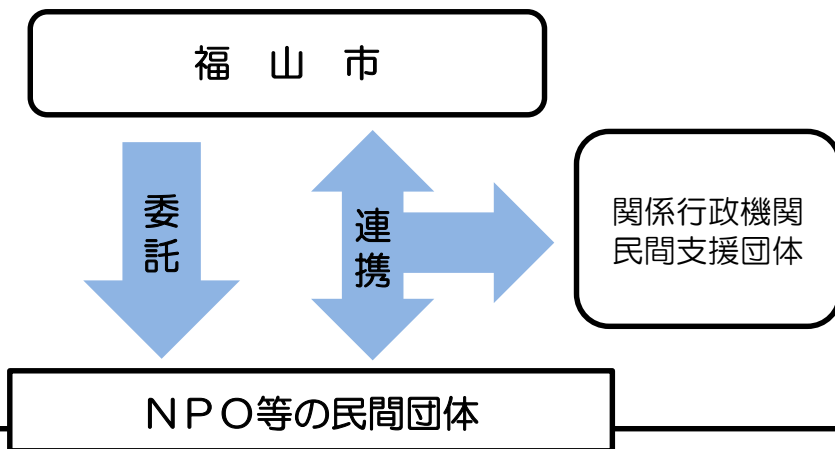 福　山　市
委託
連携
関係行政機関
民間支援団体
ＮＰＯ等の民間団体